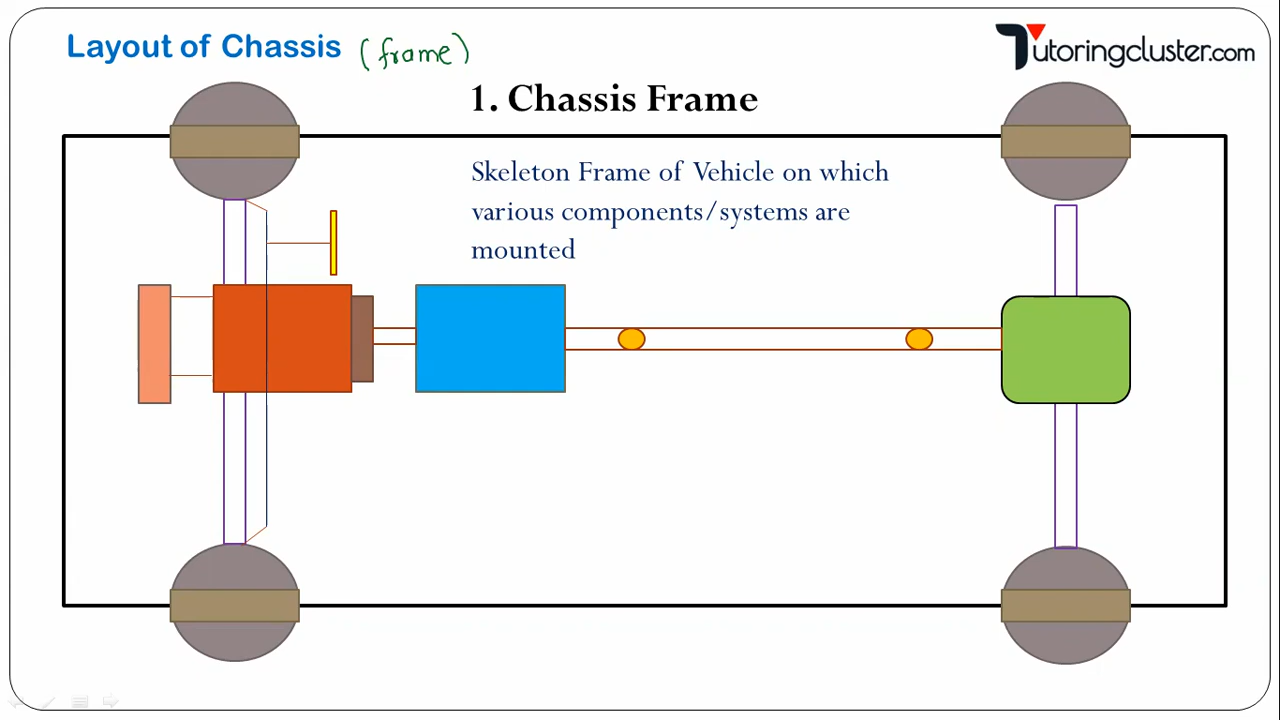 Layout of Chassis (frame)
Tutoringcluster.com
1. Chassis Frame
Skeleton Frame of Vehicle on which
various components/systems are
mounted